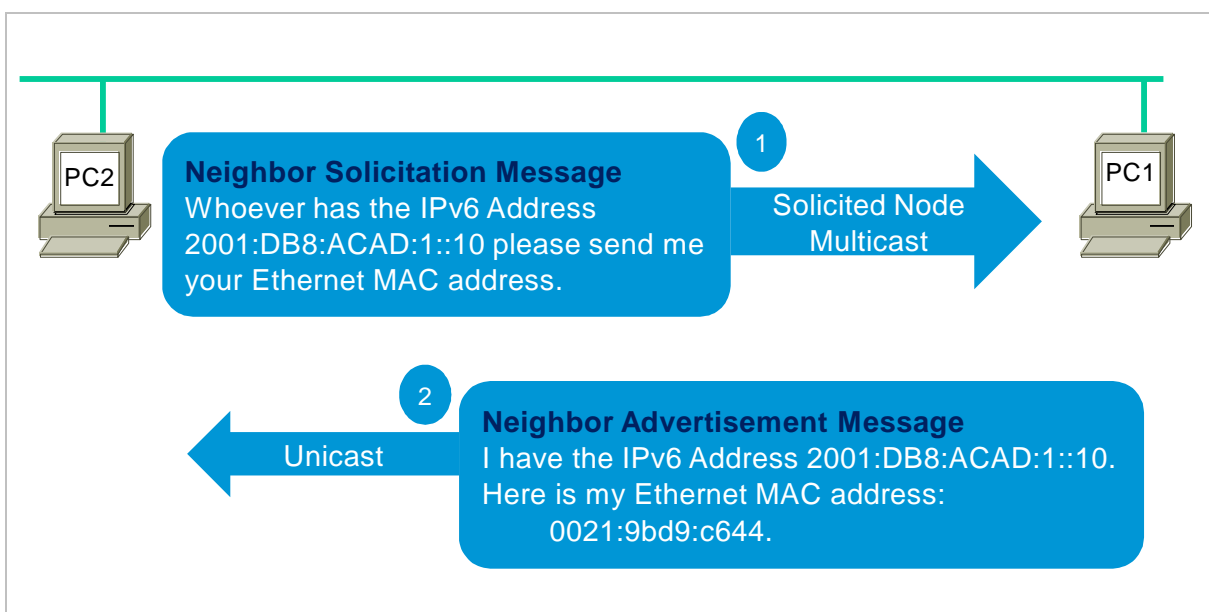 PC2
Neighbor Solicitation Message
Whoever has the IPv6 Address
2001:DB8:ACAD:1::10 please send me
your Ethernet MAC address.
1
Solicited Node
Multicast
PC1
2
Unicast
Neighbor Advertisement Message
I have the IPv6 Address 2001:DB8:ACAD:1::10.
Here is my Ethernet MAC address:
0021:9bd9:c644.